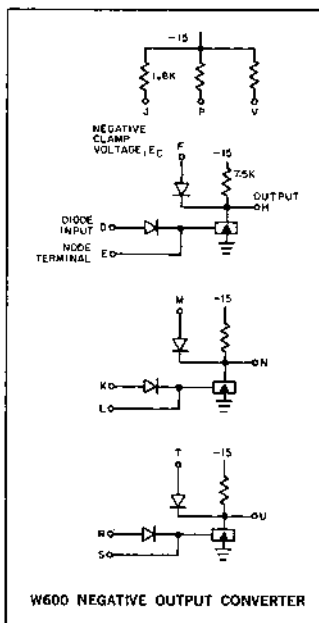 -15
1.8K
J P V
NEGATIVE
CLAMP
VOLTAGE, EC
F
-15
7.5K
OUTPUT
H
DIODE
INPUT D
NODE
TERMINAL E
M
-15
N
K
L
T
-15
U
R
S
W600 NEGATIVE OUTPUT CONVERTER